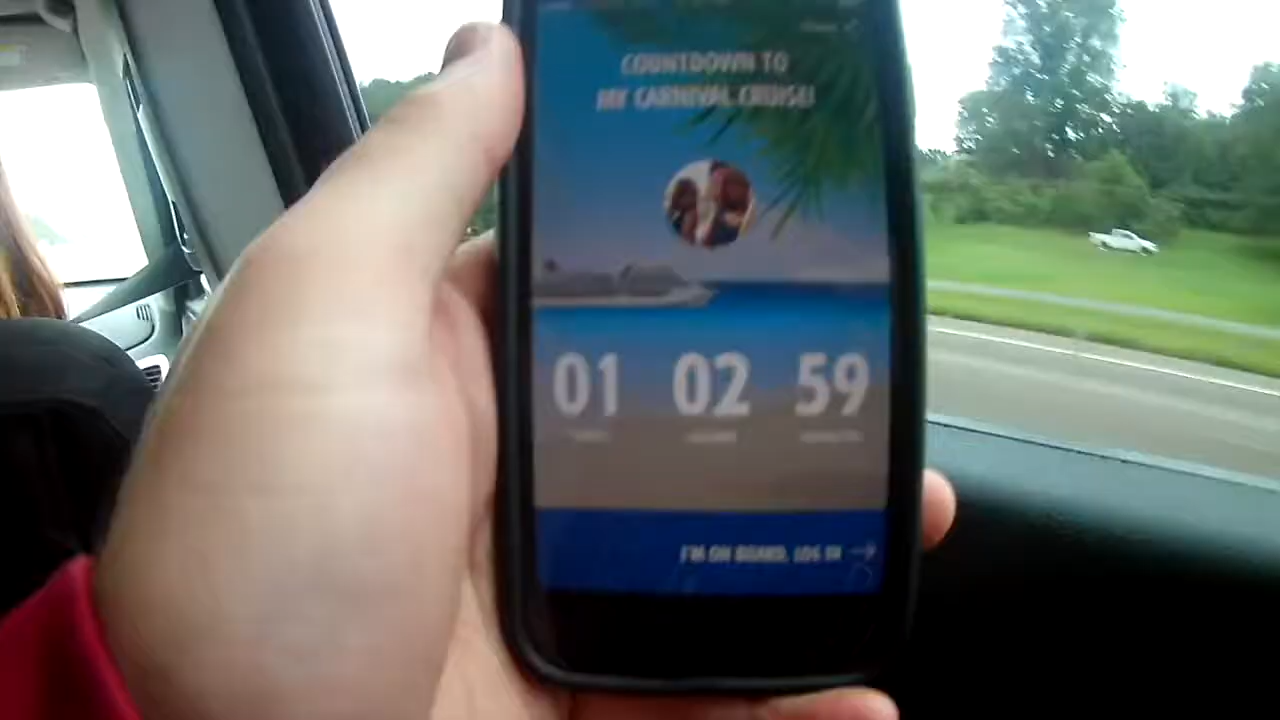 COUNTDOWN TO
MY CARNIVAL CRUISE!
01 02 59
I'M ON BOARD, LOG IN